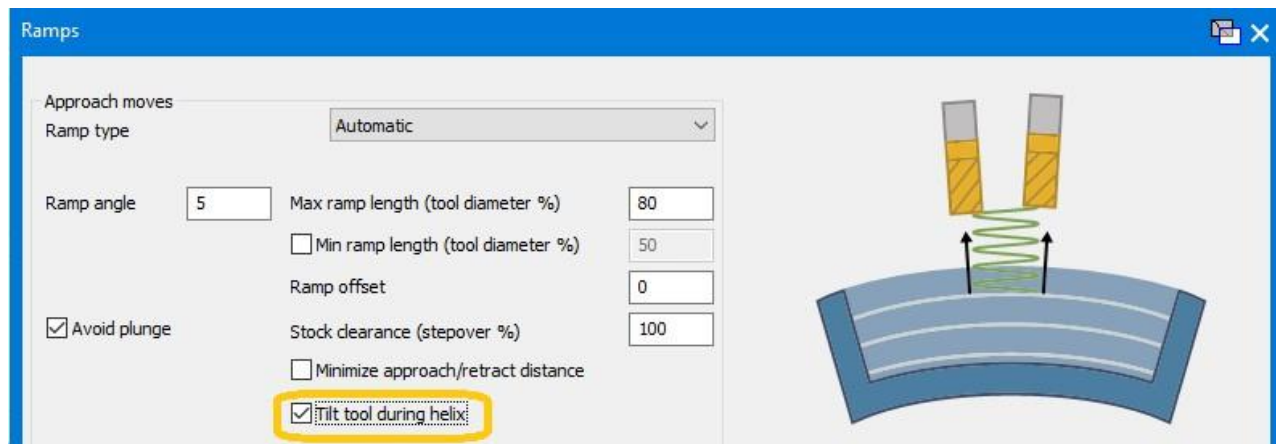 Ramps
Approach moves
Ramp type Automatic
Ramp angle 5 Max ramp length (tool diameter %) 80
Min ramp length (tool diameter %) 50
Ramp offset 0
Avoid plunge Stock clearance (stepover %) 100
Minimize approach/retract distance
Tilt tool during helix